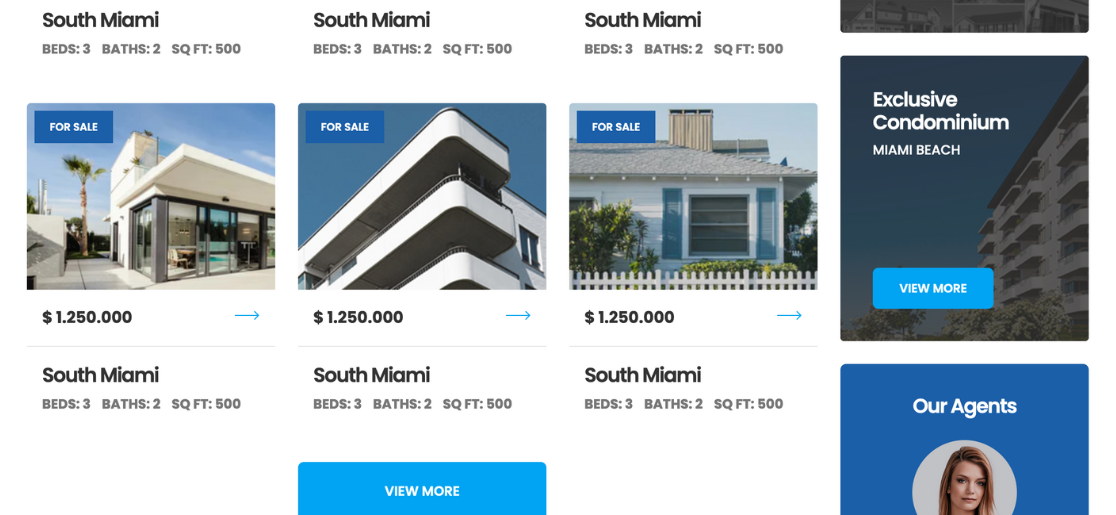 South Miami
BEDS: 3 BATHS: 2 SQ FT: 500
South Miami
BEDS: 3 BATHS: 2 SQ FT: 500
South Miami
BEDS: 3 BATHS: 2 SQ FT: 500
FOR SALE
$ 1.250.000
South Miami
BEDS: 3 BATHS: 2 SQ FT: 500
FOR SALE
$ 1.250.000
South Miami
BEDS: 3 BATHS: 2 SQ FT: 500
FOR SALE
$ 1.250.000
South Miami
BEDS: 3 BATHS: 2 SQ FT: 500
VIEW MORE
Exclusive
Condominium
MIAMI BEACH
VIEW MORE
Our Agents